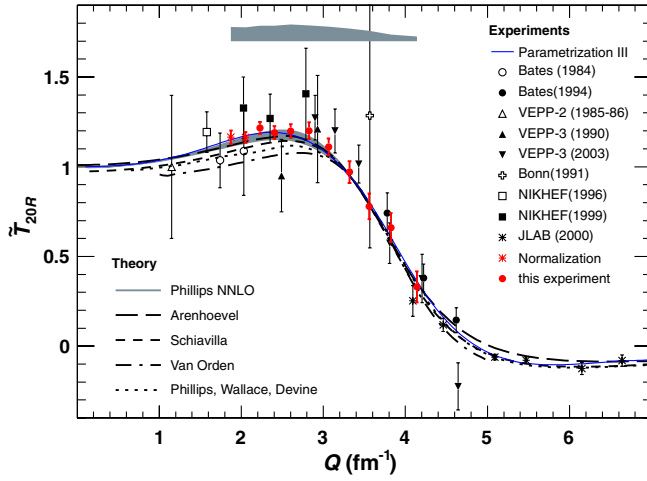 Experiments
Parametrization III
Bates (1984)
Bates(1994)
VEPP-2 (1985-86)
VEPP-3 (1990)
VEPP-3 (2003)
Bonn(1991)
NIKHEF(1996)
NIKHEF(1999)
JLAB (2000)
Normalization
this experiment
Theory
Phillips NNLO
Arenhoevel
Schiavilla
Van Orden
Phillips, Wallace, Devine
1.5
1
0.5
0
T̃20R
1 2 3 4 5 6
Q (fm⁻¹)